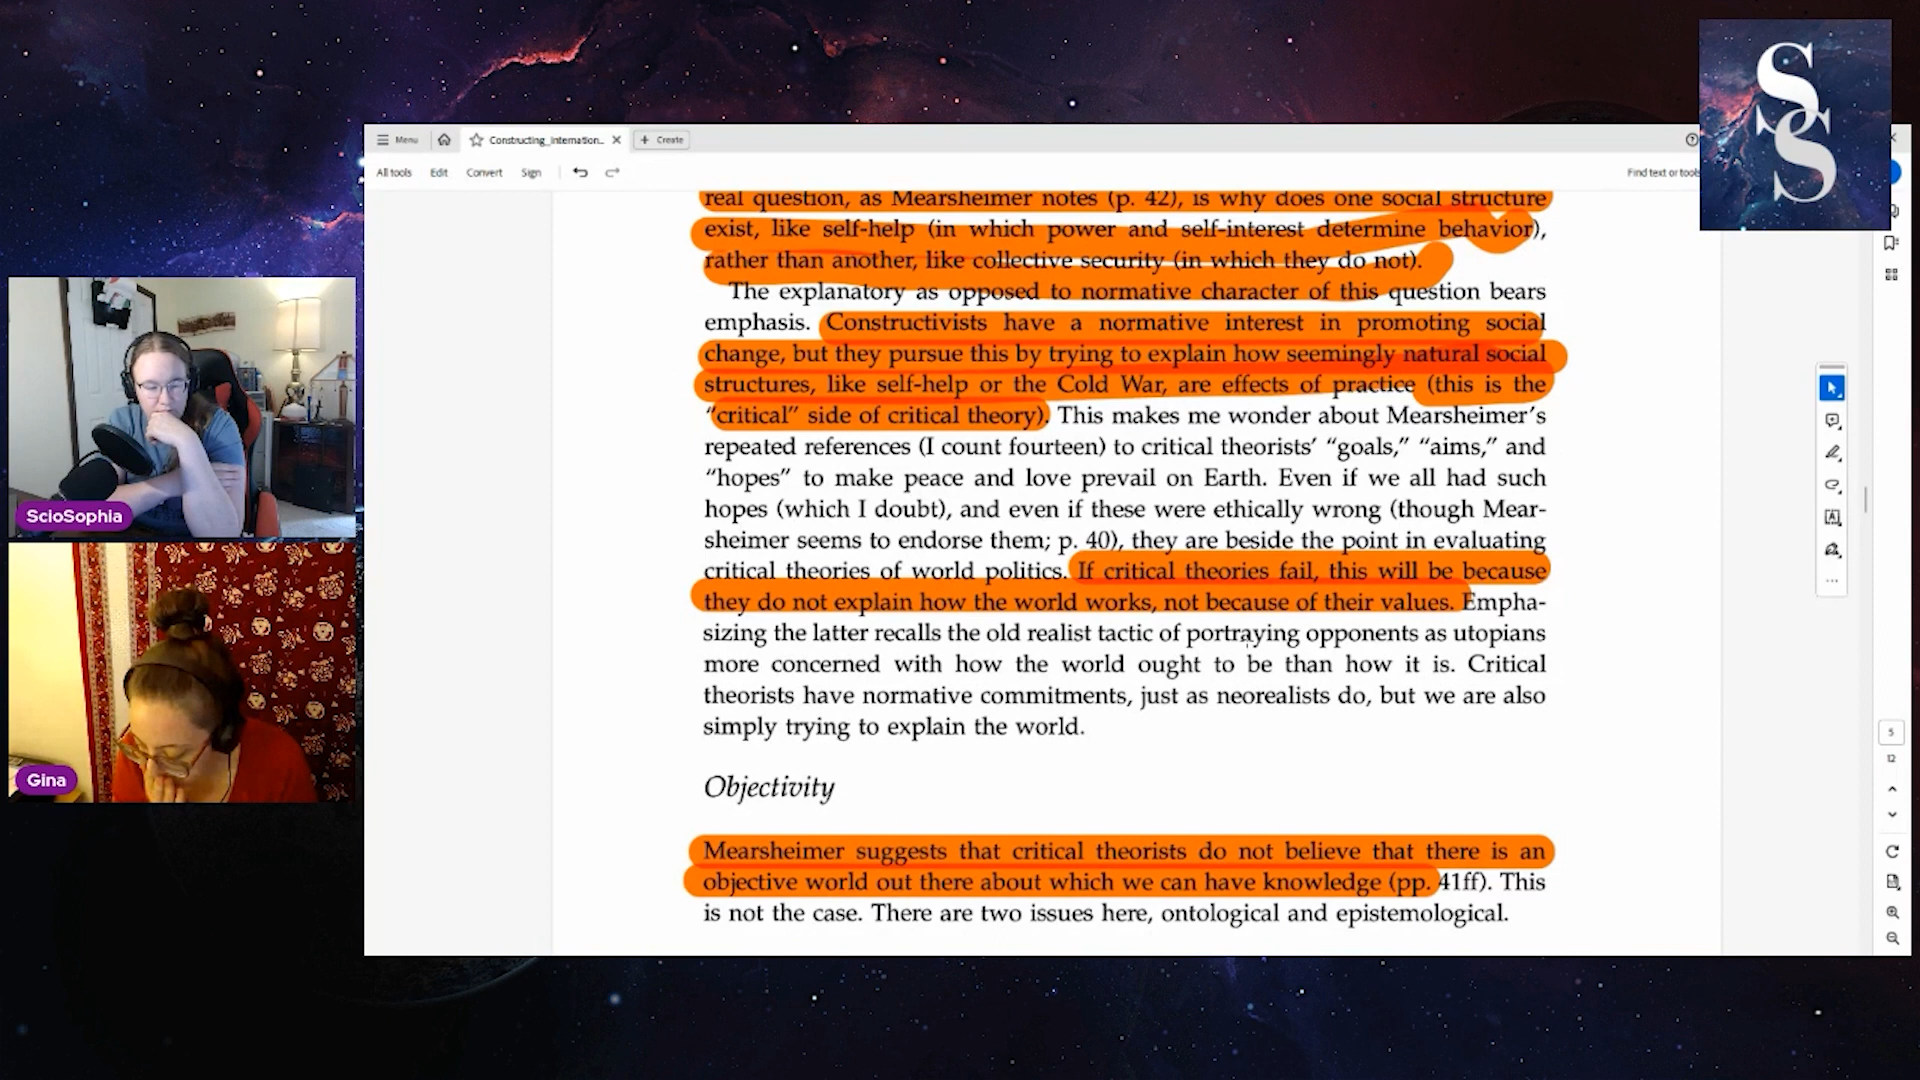 S
S
Menu
Constructing_Internation...
Create
All tools
Edit
Convert
Sign
Find text or tools
real question, as Mearsheimer notes (p. 42), is why does one social structure
exist, like self-help (in which power and self-interest determine behavior),
rather than another, like collective security (in which they do not).
The explanatory as opposed to normative character of this question bears
emphasis. Constructivists have a normative interest in promoting social
change, but they pursue this by trying to explain how seemingly natural social
structures, like self-help or the Cold War, are effects of practice (this is the
“critical” side of critical theory). This makes me wonder about Mearsheimer’s
repeated references (I count fourteen) to critical theorists’ “goals,” “aims,” and
“hopes” to make peace and love prevail on Earth. Even if we all had such
hopes (which I doubt), and even if these were ethically wrong (though Mear-
sheimer seems to endorse them; p. 40), they are beside the point in evaluating
critical theories of world politics. If critical theories fail, this will be because
they do not explain how the world works, not because of their values. Empha-
sizing the latter recalls the old realist tactic of portraying opponents as utopians
more concerned with how the world ought to be than how it is. Critical
theorists have normative commitments, just as neorealists do, but we are also
simply trying to explain the world.
Objectivity
Mearsheimer suggests that critical theorists do not believe that there is an
objective world out there about which we can have knowledge (pp. 41ff). This
is not the case. There are two issues here, ontological and epistemological.
5
12
ScioSophia
Gina